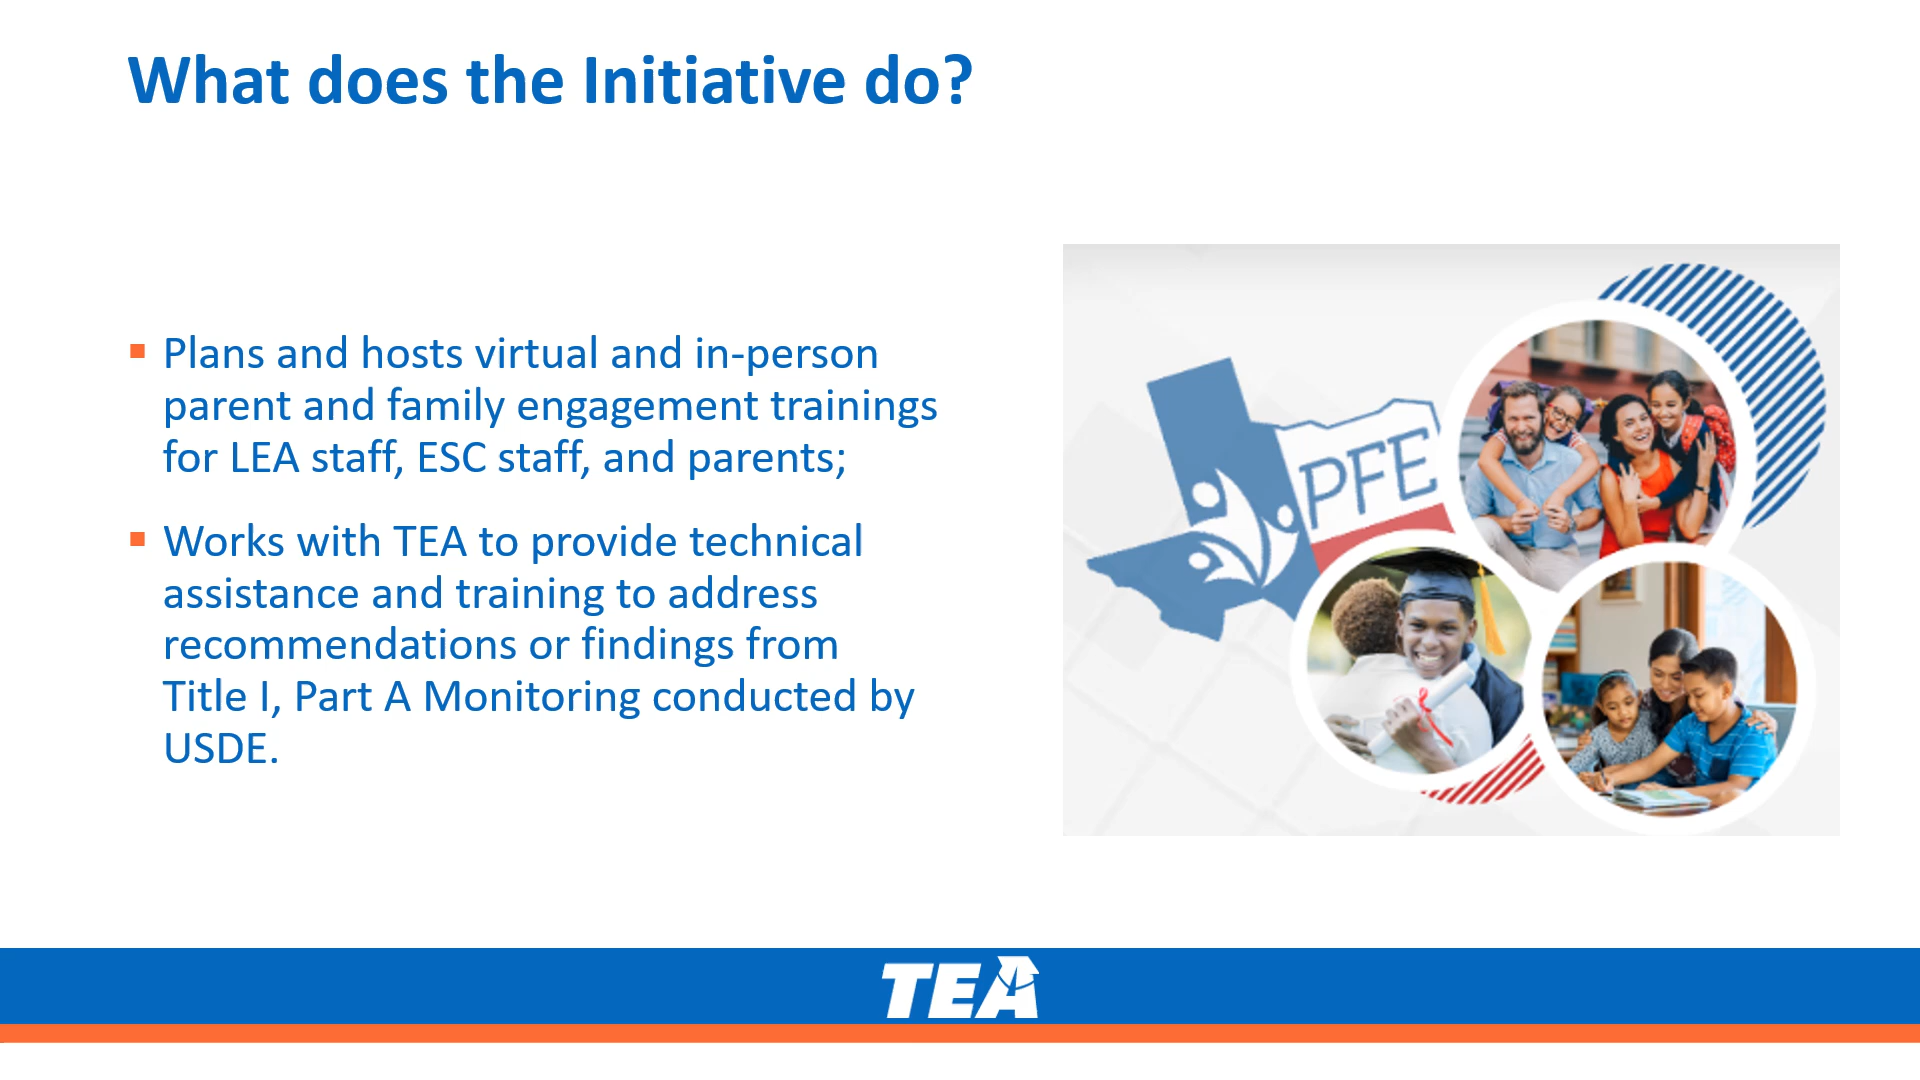 What does the Initiative do?
▪ Plans and hosts virtual and in-person
parent and family engagement trainings
for LEA staff, ESC staff, and parents;
▪ Works with TEA to provide technical
assistance and training to address
recommendations or findings from
Title I, Part A Monitoring conducted by
USDE.
PFE
TEA